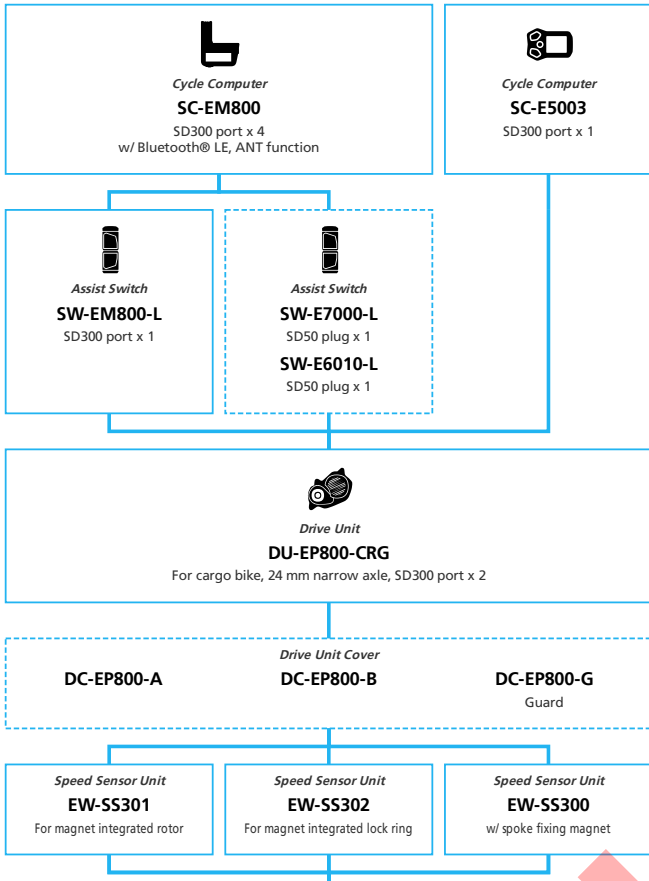 Cycle Computer
SC-EM800
SD300 port x 4
w/ Bluetooth® LE, ANT function
Cycle Computer
SC-E5003
SD300 port x 1
Assist Switch
SW-EM800-L
SD300 port x 1
Assist Switch
SW-E7000-L
SD50 plug x 1
SW-E6010-L
SD50 plug x 1
Drive Unit
DU-EP800-CRG
For cargo bike, 24 mm narrow axle, SD300 port x 2
Drive Unit Cover
DC-EP800-A
DC-EP800-B
DC-EP800-G
Guard
Speed Sensor Unit
EW-SS301
For magnet integrated rotor
Speed Sensor Unit
EW-SS302
For magnet integrated lock ring
Speed Sensor Unit
EW-SS300
w/ spoke fixing magnet